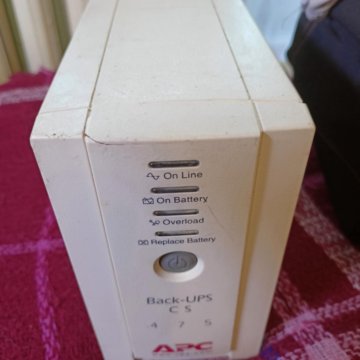 On Line
On Battery
Overload
Replace Battery
Back-UPS
CS
475
APC